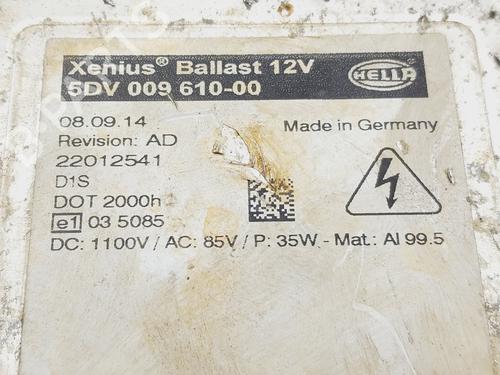 Xenius® Ballast 12V
5DV 009 610-00
HELLA
08.09.14
Made in Germany
Revision: AD
22012541
D1S
DOT 2000h
e1 03 5085
DC: 1100V / AC: 85V / P: 35W - Mat.: Al 99.5